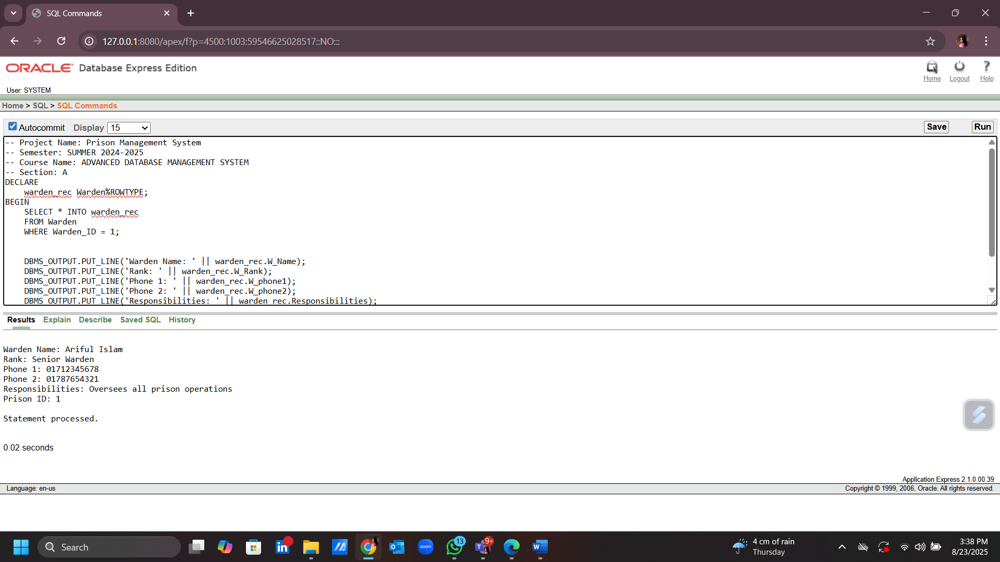 SQL Commands
127.0.0.1:8080/apex/f?p=4500:1003:59546625028517::NO:::
ORACLE Database Express Edition
Home Logout Help
User: SYSTEM
Home > SQL > SQL Commands
Autocommit Display 15 Save Run
-- Project Name: Prison Management System
-- Semester: SUMMER 2024-2025
-- Course Name: ADVANCED DATABASE MANAGEMENT SYSTEM
-- Section: A
DECLARE
warden_rec Warden%ROWTYPE;
BEGIN
SELECT * INTO warden_rec
FROM Warden
WHERE Warden_ID = 1;
DBMS_OUTPUT.PUT_LINE('Warden Name: ' || warden_rec.W_Name);
DBMS_OUTPUT.PUT_LINE('Rank: ' || warden_rec.W_Rank);
DBMS_OUTPUT.PUT_LINE('Phone 1: ' || warden_rec.W_phone1);
DBMS_OUTPUT.PUT_LINE('Phone 2: ' || warden_rec.W_phone2);
DBMS_OUTPUT.PUT_LINE('Responsibilities: ' || warden_rec.Responsibilities);
Results Explain Describe Saved SQL History
Warden Name: Ariful Islam
Rank: Senior Warden
Phone 1: 01712345678
Phone 2: 01787654321
Responsibilities: Oversees all prison operations
Prison ID: 1
Statement processed.
0.02 seconds
Application Express 2.1.0.00.39
Language: en-us Copyright © 1999, 2006, Oracle. All rights reserved.
Search
zoom
13
9+
4 cm of rain
Thursday
3:38 PM
8/23/2025